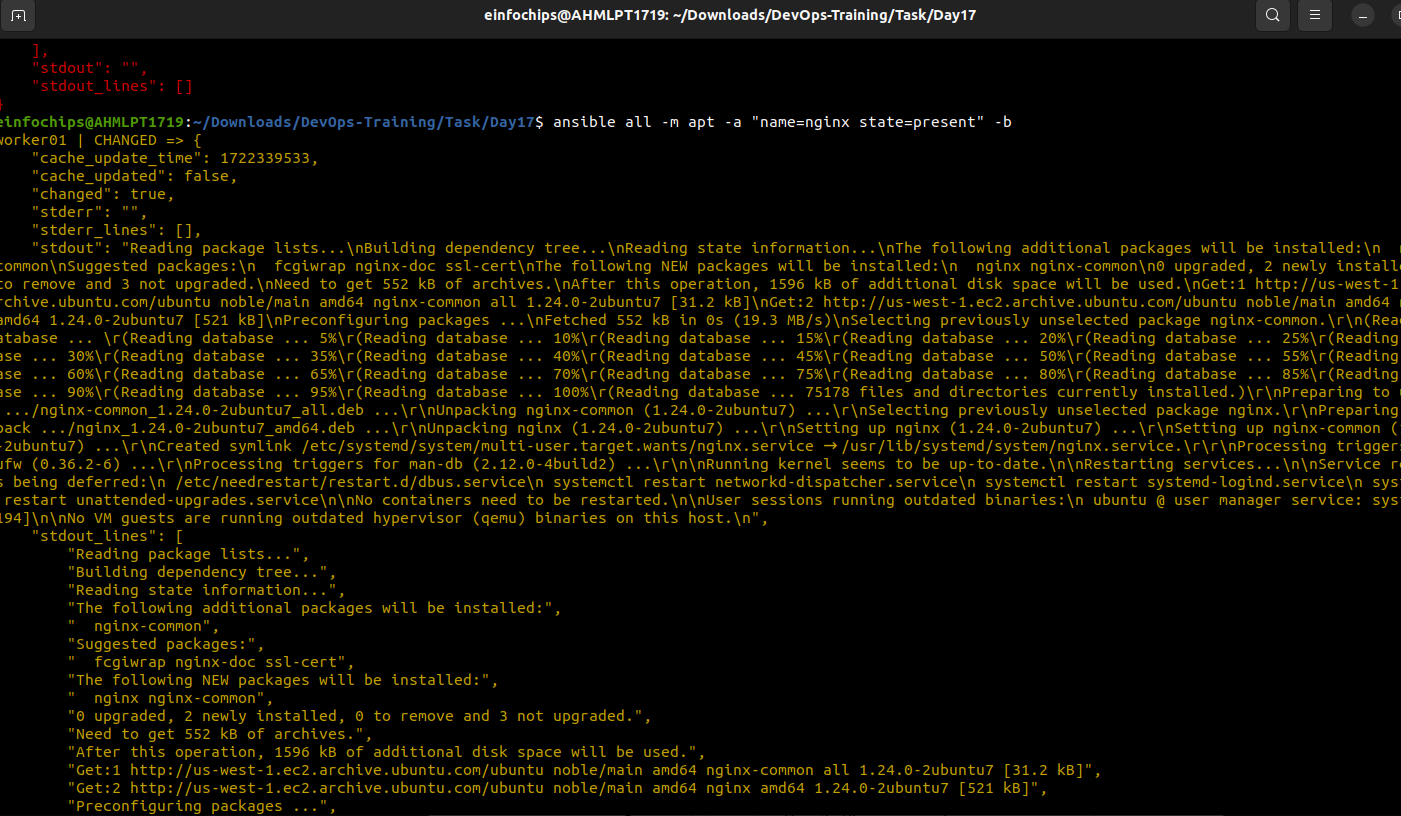 einfochips@AHMLPT1719: ~/Downloads/DevOps-Training/Task/Day17
    ],
    "stdout": "",
    "stdout_lines": []
}
einfochips@AHMLPT1719:~/Downloads/DevOps-Training/Task/Day17$ ansible all -m apt -a "name=nginx state=present" -b
worker01 | CHANGED => {
    "cache_update_time": 1722339533,
    "cache_updated": false,
    "changed": true,
    "stderr": "",
    "stderr_lines": [],
    "stdout": "Reading package lists...\nBuilding dependency tree...\nReading state information...\nThe following additional packages will be installed:\n
common\nSuggested packages:\n  fcgiwrap nginx-doc ssl-cert\nThe following NEW packages will be installed:\n  nginx nginx-common\n0 upgraded, 2 newly install
to remove and 3 not upgraded.\nNeed to get 552 kB of archives.\nAfter this operation, 1596 kB of additional disk space will be used.\nGet:1 http://us-west-1
rchive.ubuntu.com/ubuntu noble/main amd64 nginx-common all 1.24.0-2ubuntu7 [31.2 kB]\nGet:2 http://us-west-1.ec2.archive.ubuntu.com/ubuntu noble/main amd64
amd64 1.24.0-2ubuntu7 [521 kB]\nPreconfiguring packages ...\nFetched 552 kB in 0s (19.3 MB/s)\nSelecting previously unselected package nginx-common.\r\n(Rea
atabase ... \r(Reading database ... 5%\r(Reading database ... 10%\r(Reading database ... 15%\r(Reading database ... 20%\r(Reading database ... 25%\r(Reading
ase ... 30%\r(Reading database ... 35%\r(Reading database ... 40%\r(Reading database ... 45%\r(Reading database ... 50%\r(Reading database ... 55%\r(Reading
ase ... 60%\r(Reading database ... 65%\r(Reading database ... 70%\r(Reading database ... 75%\r(Reading database ... 80%\r(Reading database ... 85%\r(Reading
ase ... 90%\r(Reading database ... 95%\r(Reading database ... 100%\r(Reading database ... 75178 files and directories currently installed.)\r\nPreparing to
 .../nginx-common_1.24.0-2ubuntu7_all.deb ...\r\nUnpacking nginx-common (1.24.0-2ubuntu7) ...\r\nSelecting previously unselected package nginx.\r\nPreparing
pack .../nginx_1.24.0-2ubuntu7_amd64.deb ...\r\nUnpacking nginx (1.24.0-2ubuntu7) ...\r\nSetting up nginx (1.24.0-2ubuntu7) ...\r\nSetting up nginx-common (
-2ubuntu7) ...\r\nCreated symlink /etc/systemd/system/multi-user.target.wants/nginx.service → /usr/lib/systemd/system/nginx.service.\r\r\nProcessing trigger
ufw (0.36.2-6) ...\r\nProcessing triggers for man-db (2.12.0-4build2) ...\r\n\nRunning kernel seems to be up-to-date.\n\nRestarting services...\n\nService r
s being deferred:\n /etc/needrestart/restart.d/dbus.service\n systemctl restart networkd-dispatcher.service\n systemctl restart systemd-logind.service\n sys
 restart unattended-upgrades.service\n\nNo containers need to be restarted.\n\nUser sessions running outdated binaries:\n ubuntu @ user manager service: sys
194]\n\nNo VM guests are running outdated hypervisor (qemu) binaries on this host.\n",
    "stdout_lines": [
        "Reading package lists...",
        "Building dependency tree...",
        "Reading state information...",
        "The following additional packages will be installed:",
        "  nginx-common",
        "Suggested packages:",
        "  fcgiwrap nginx-doc ssl-cert",
        "The following NEW packages will be installed:",
        "  nginx nginx-common",
        "0 upgraded, 2 newly installed, 0 to remove and 3 not upgraded.",
        "Need to get 552 kB of archives.",
        "After this operation, 1596 kB of additional disk space will be used.",
        "Get:1 http://us-west-1.ec2.archive.ubuntu.com/ubuntu noble/main amd64 nginx-common all 1.24.0-2ubuntu7 [31.2 kB]",
        "Get:2 http://us-west-1.ec2.archive.ubuntu.com/ubuntu noble/main amd64 nginx amd64 1.24.0-2ubuntu7 [521 kB]",
        "Preconfiguring packages ...",